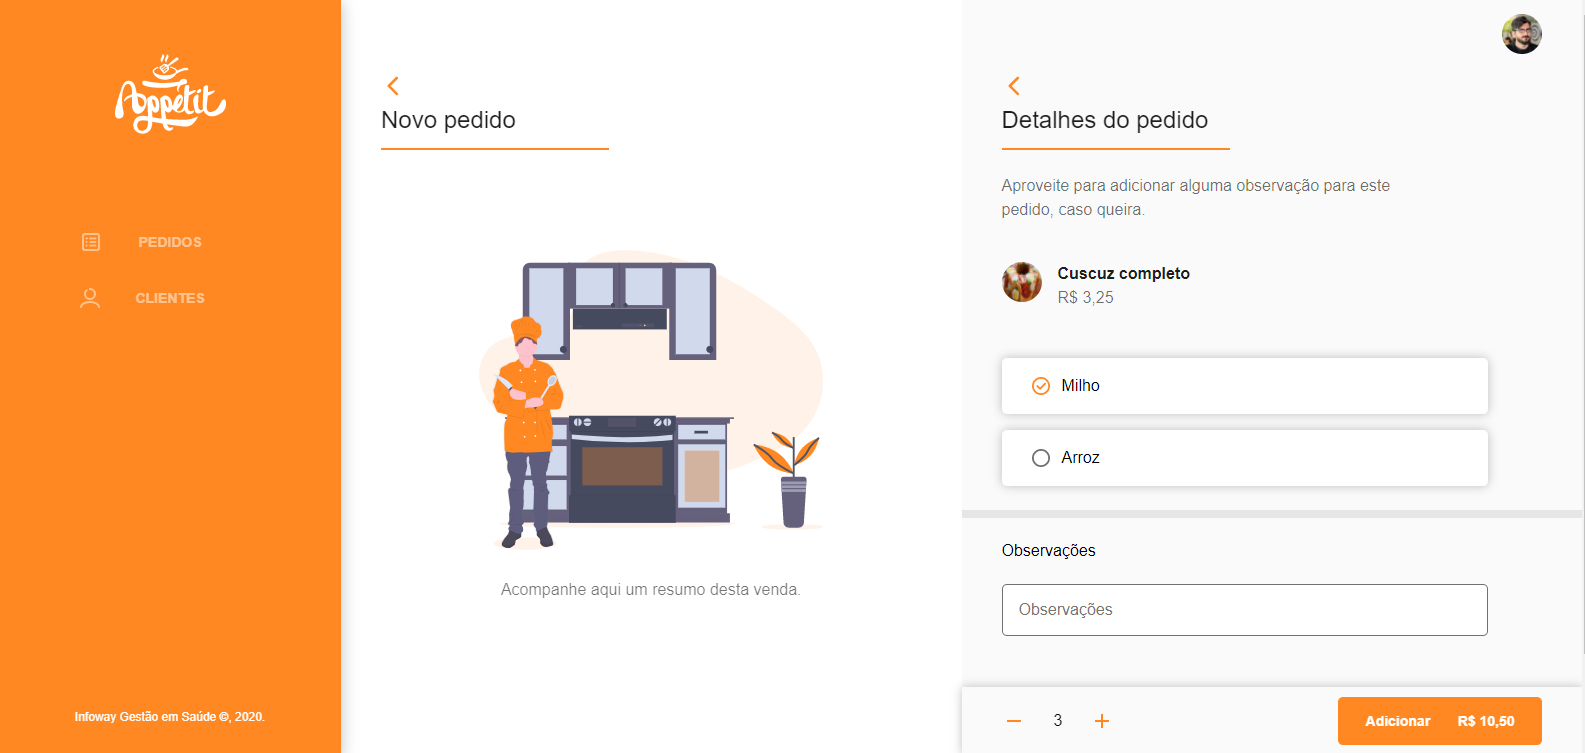 Appetit
PEDIDOS
CLIENTES
Infoway Gestão em Saúde ©, 2020.
Novo pedido
Acompanhe aqui um resumo desta venda.
Detalhes do pedido
Aproveite para adicionar alguma observação para este
pedido, caso queira.
Cuscuz completo
R$ 3,25
Milho
Arroz
Observações
Observações
3
Adicionar R$ 10,50